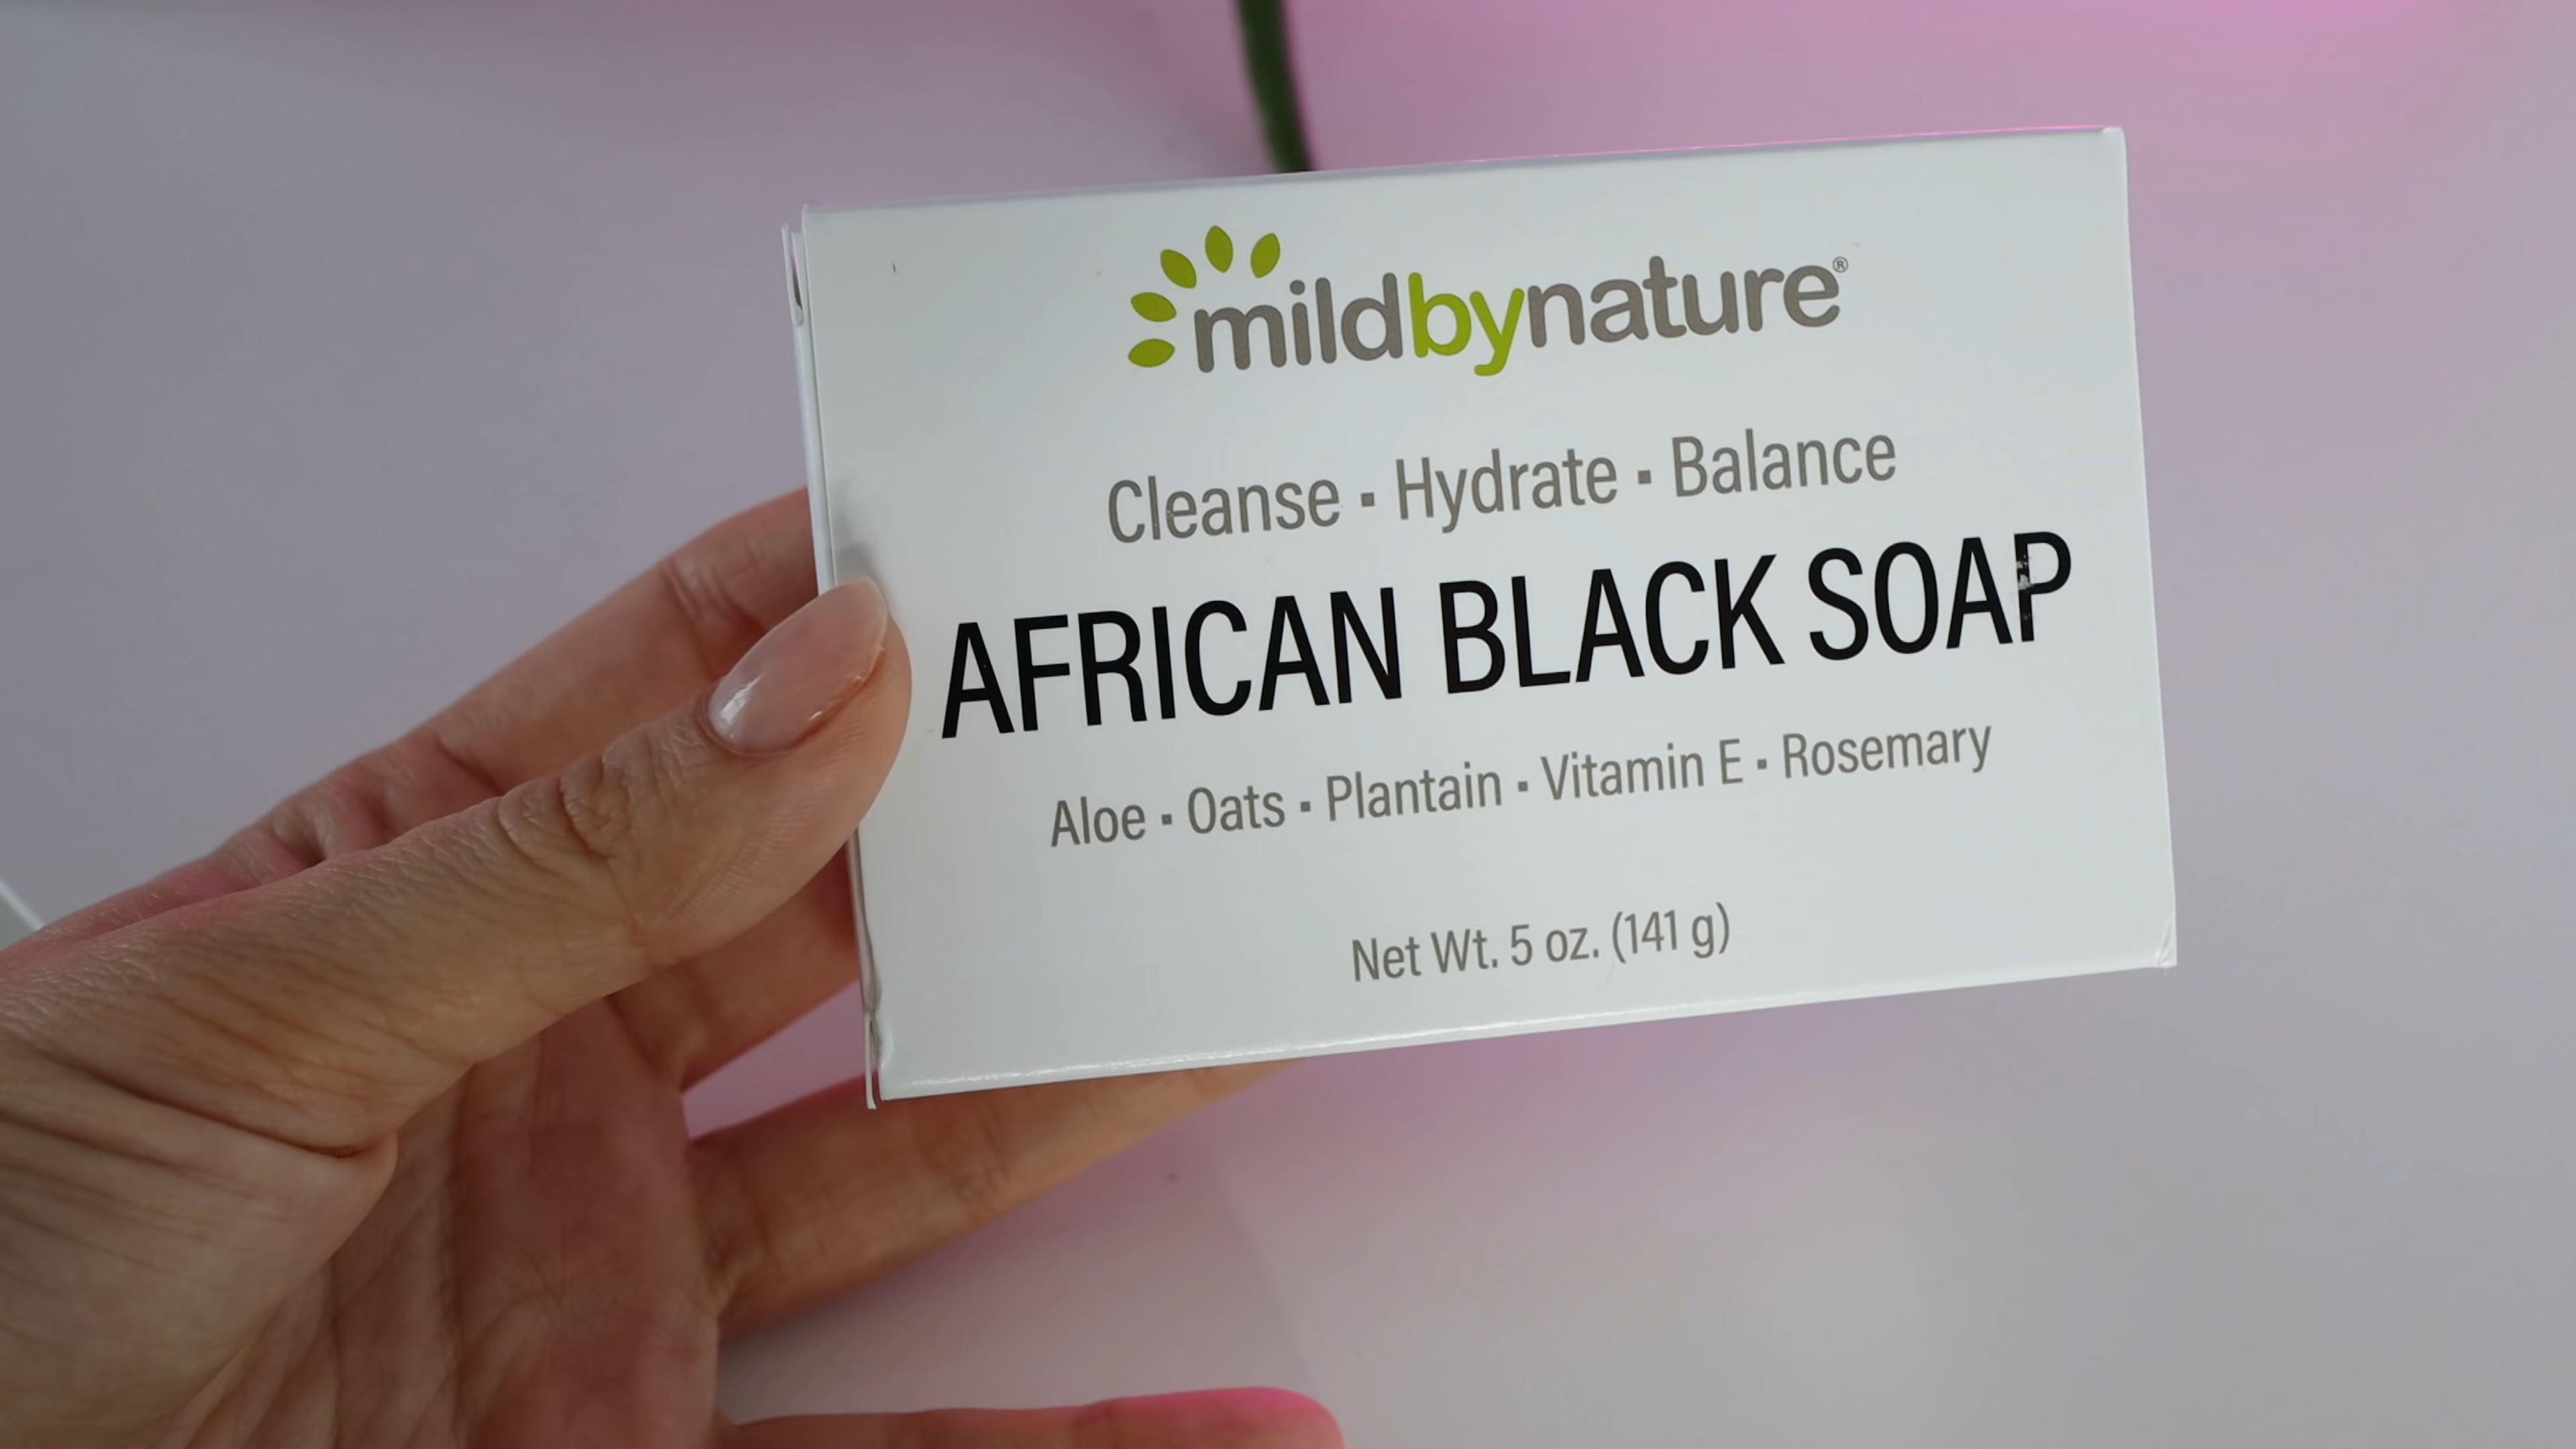 mildbynature®
Cleanse · Hydrate · Balance
AFRICAN BLACK SOAP
Aloe · Oats · Plantain · Vitamin E · Rosemary
Net Wt. 5 oz. (141 g)